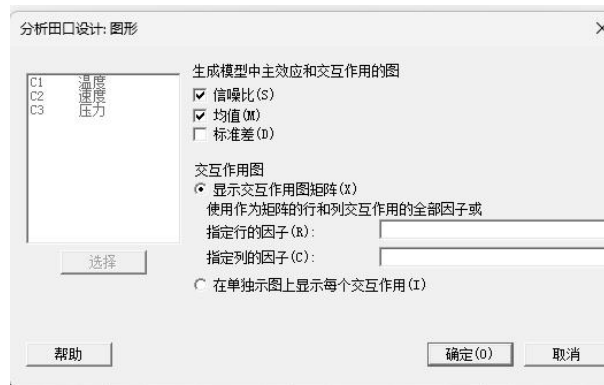 分析田口设计: 图形
C1 温度
C2 速度
C3 压力
选择
生成模型中主效应和交互作用的图
信噪比(S)
均值(M)
标准差(D)
交互作用图
显示交互作用图矩阵(X)
使用作为矩阵的行和列交互作用的全部因子或
指定行的因子(R):
指定列的因子(C):
在单独示图上显示每个交互作用(I)
帮助
确定(O)
取消